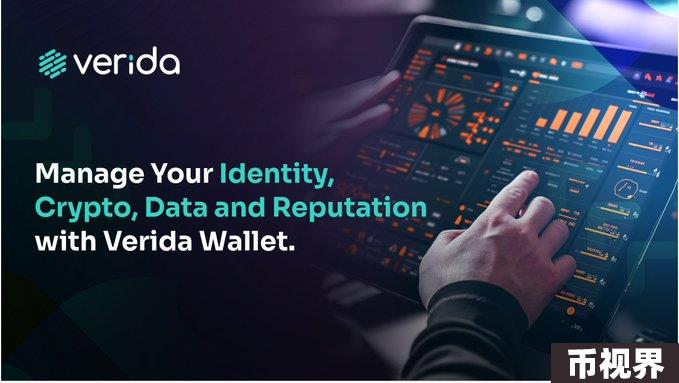 verida
Manage Your Identity,
Crypto, Data and Reputation
with Verida Wallet.
币视界